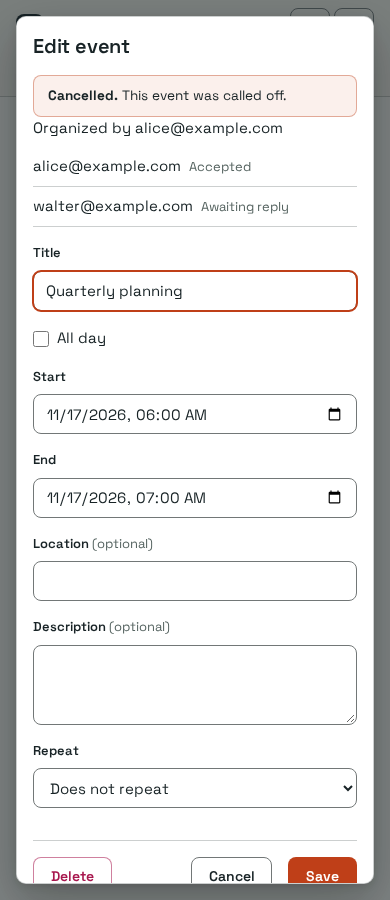 Edit event
Cancelled. This event was called off.
Organized by alice@example.com
alice@example.com Accepted
walter@example.com Awaiting reply
Title
Quarterly planning
All day
Start
11/17/2026, 06:00 AM
End
11/17/2026, 07:00 AM
Location (optional)
Description (optional)
Repeat
Does not repeat
Delete Cancel Save